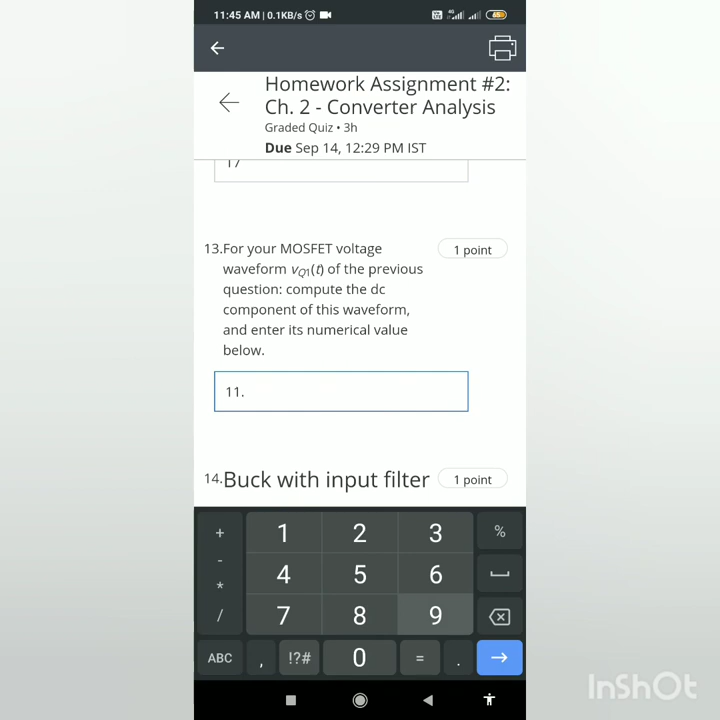 11:45 AM | 0.1KB/s
4G
65
Homework Assignment #2:
Ch. 2 - Converter Analysis
Graded Quiz • 3h
Due Sep 14, 12:29 PM IST
17
13.For your MOSFET voltage
1 point
waveform vQ1(t) of the previous
question: compute the dc
component of this waveform,
and enter its numerical value
below.
11.
14.Buck with input filter
1 point
+ 1 2 3 %
- 4 5 6
*
/ 7 8 9
ABC , !?# 0 = .
InShOt